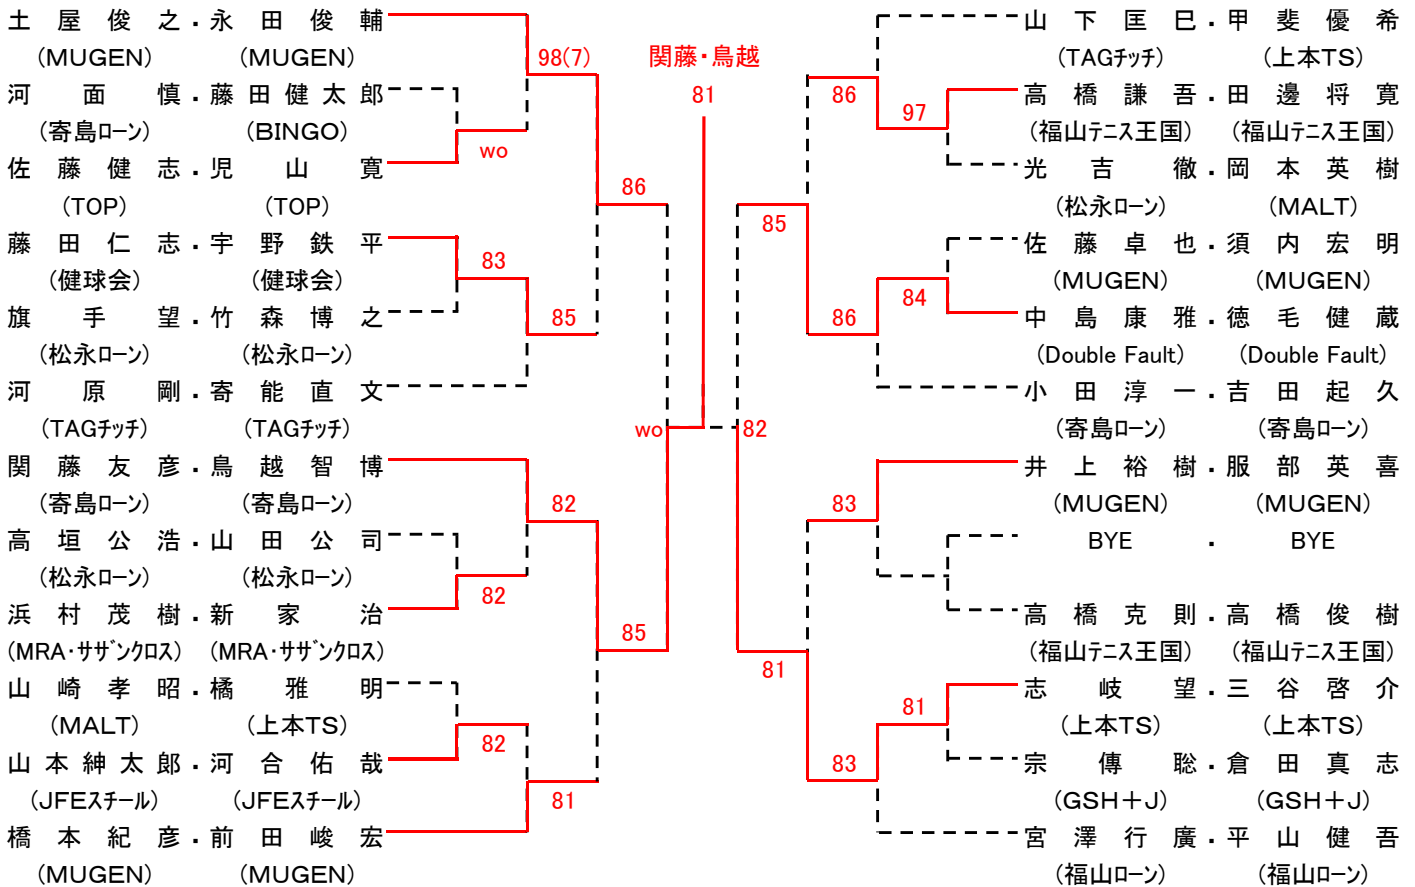 土屋俊之・永田俊輔
(MUGEN) (MUGEN)
河面慎・藤田健太郎
(寄島ローン) (BINGO)
佐藤健志・児山寛
(TOP) (TOP)
藤田仁志・宇野鉄平
(健球会) (健球会)
旗手望・竹森博之
(松永ローン) (松永ローン)
河原剛・寄能直文
(TAGチッチ) (TAGチッチ)
関藤友彦・鳥越智博
(寄島ローン) (寄島ローン)
高垣公浩・山田公司
(松永ローン) (松永ローン)
浜村茂樹・新家治
(MRA・サザンクロス) (MRA・サザンクロス)
山崎孝昭・橘雅明
(MALT) (上本TS)
山本紳太郎・河合佑哉
(JFEスチール) (JFEスチール)
橋本紀彦・前田峻宏
(MUGEN) (MUGEN)
wo
83
82
82
98(7)
85
82
81
86
85
wo
関藤・鳥越
81
82
85
81
86
86
83
83
97
84
81
山下匡巳・甲斐優希
(TAGチッチ) (上本TS)
高橋謙吾・田邊将寛
(福山テニス王国) (福山テニス王国)
光吉徹・岡本英樹
(松永ローン) (MALT)
佐藤卓也・須内宏明
(MUGEN) (MUGEN)
中島康雅・徳毛健蔵
(Double Fault) (Double Fault)
小田淳一・吉田起久
(寄島ローン) (寄島ローン)
井上裕樹・服部英喜
(MUGEN) (MUGEN)
BYE・BYE
高橋克則・高橋俊樹
(福山テニス王国) (福山テニス王国)
志岐望・三谷啓介
(上本TS) (上本TS)
宗傳聡・倉田真志
(GSH＋J) (GSH＋J)
宮澤行廣・平山健吾
(福山ローン) (福山ローン)